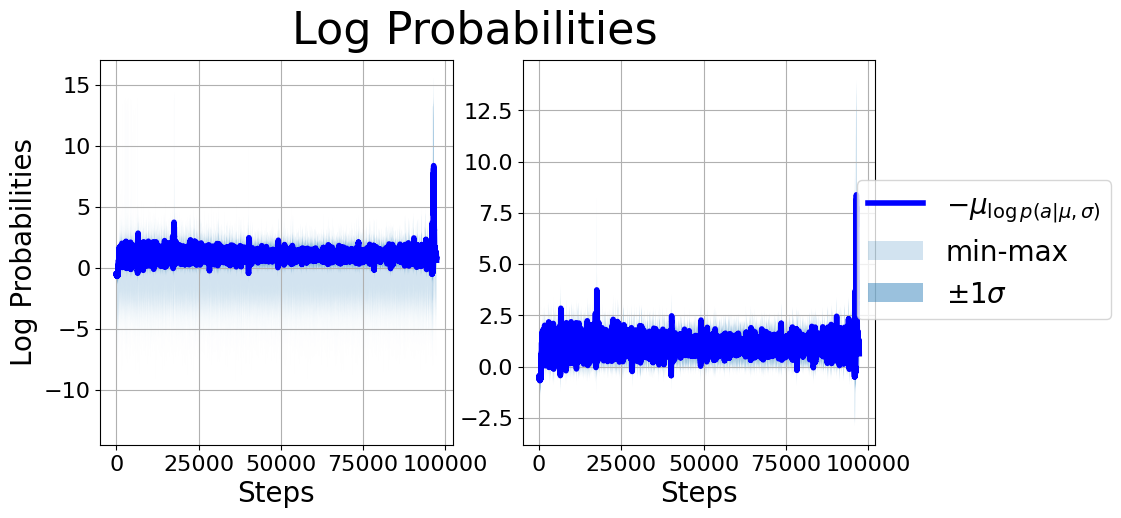 Log Probabilities
Log Probabilities
15
10
5
0
−5
−10
0 25000 50000 75000 100000
Steps
12.5
10.0
7.5
5.0
2.5
0.0
−2.5
0 25000 50000 75000 100000
Steps
−μ_{log p(a|μ, σ)}
min-max
±1σ